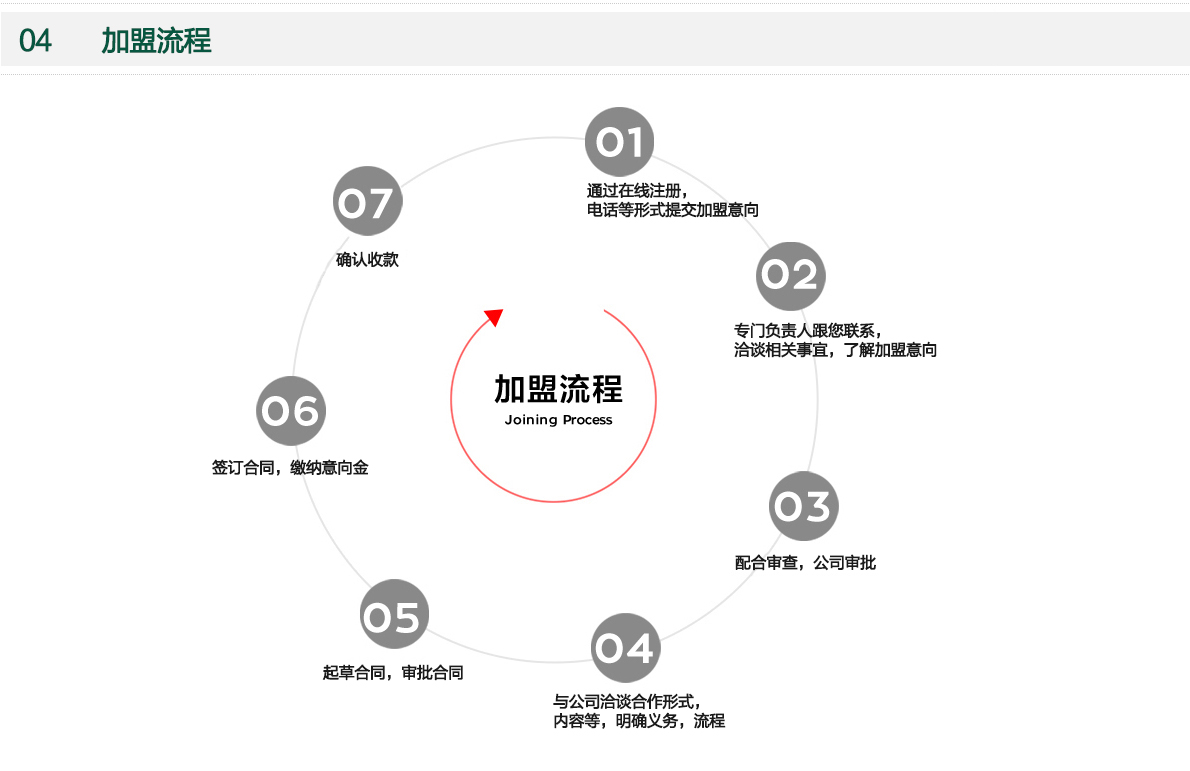 04 加盟流程
01
通过在线注册，
电话等形式提交加盟意向
02
专门负责人跟您联系，
洽谈相关事宜，了解加盟意向
03
配合审查，公司审批
04
与公司洽谈合作形式，
内容等，明确义务，流程
05
起草合同，审批合同
06
签订合同，缴纳意向金
07
确认收款
加盟流程
Joining Process